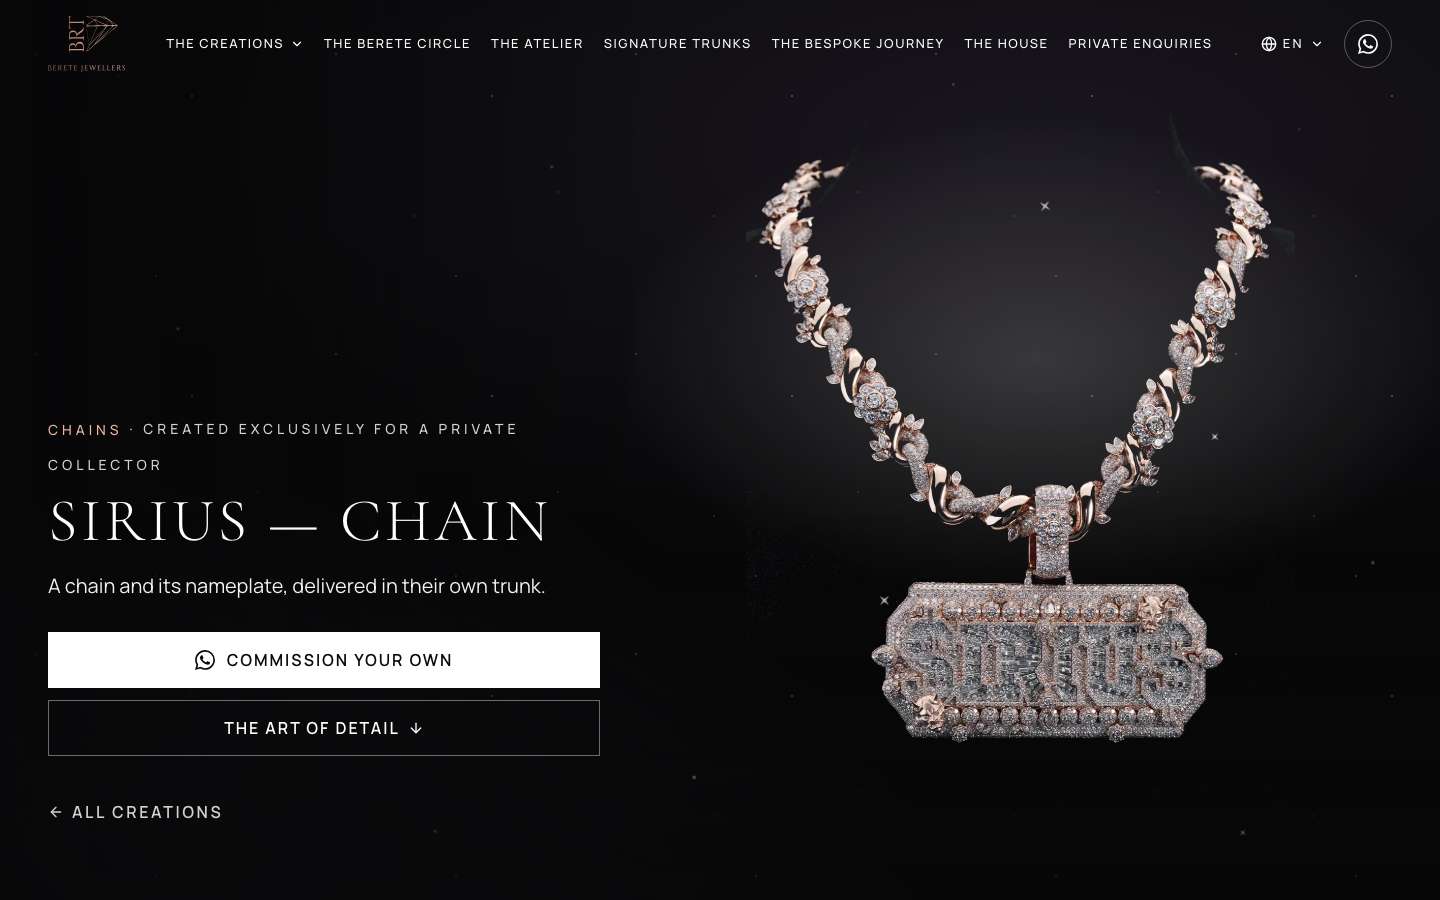 BRT
BERETE JEWELLERS
THE CREATIONS
THE BERETE CIRCLE
THE ATELIER
SIGNATURE TRUNKS
THE BESPOKE JOURNEY
THE HOUSE
PRIVATE ENQUIRIES
EN
CHAINS · CREATED EXCLUSIVELY FOR A PRIVATE
COLLECTOR
SIRIUS — CHAIN
A chain and its nameplate, delivered in their own trunk.
COMMISSION YOUR OWN
THE ART OF DETAIL ↓
← ALL CREATIONS
SIRIUS